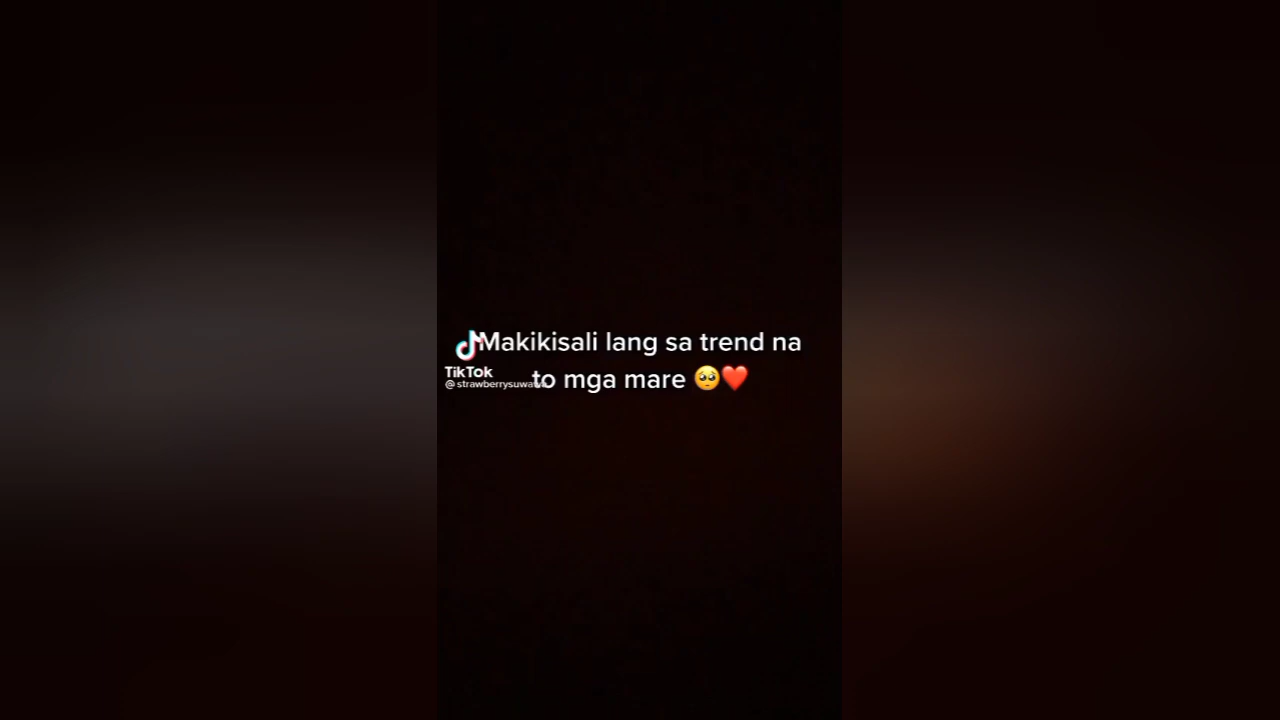 Makikisali lang sa trend na
to mga mare 🥺❤️
TikTok